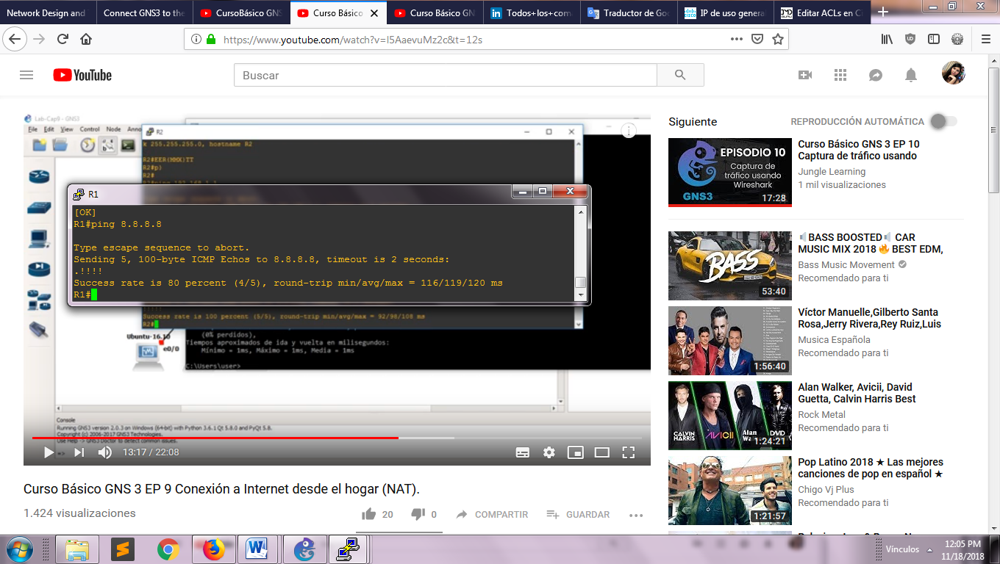 Network Design and
Connect GNS3 to the
CursoBásico GNS
Curso Básico
Curso Básico GN
Todos+los+com
Traductor de Goo
IP de uso genera
Editar ACLs en Ci
https://www.youtube.com/watch?v=I5AaevuMz2c&t=12s
YouTube
Buscar
Lab-Cap9 - GNS3
File Edit View Control Node Anno
R2
k 255.255.255.0, hostname R2
R2#EER(MMX)TT
R2#p)
R2#
R2#ping 192.168.1.1
R1
[OK]
R1#ping 8.8.8.8
Type escape sequence to abort.
Sending 5, 100-byte ICMP Echos to 8.8.8.8, timeout is 2 seconds:
.!!!!
Success rate is 80 percent (4/5), round-trip min/avg/max = 116/119/120 ms
R1#
Success rate is 100 percent (5/5), round-trip min/avg/max = 92/98/108 ms
R2#
Ubuntu-16.10
e0/0
(0% perdidos),
Tiempos aproximados de ida y vuelta en milisegundos:
Mínimo = 1ms, Máximo = 1ms, Media = 1ms
C:\Users\user>
Console
Running GNS3 version 2.0.3 on Windows (64-bit) with Python 3.6.1 Qt 5.8.0 and PyQt 5.8.
Copyright (c) 2006-2017 GNS3 Technologies.
Use Help -> GNS3 Doctor to detect common issues.
=>
13:17 / 22:08
Curso Básico GNS 3 EP 9 Conexión a Internet desde el hogar (NAT).
1.424 visualizaciones
20
0
COMPARTIR
GUARDAR
Siguiente
REPRODUCCIÓN AUTOMÁTICA
EPISODIO 10
Captura de
tráfico usando
Wireshark
GNS3
17:28
Curso Básico GNS 3 EP 10
Captura de tráfico usando
Jungle Learning
1 mil visualizaciones
BASS
53:40
🔈BASS BOOSTED🔈 CAR
MUSIC MIX 2018 🔥 BEST EDM,
Bass Music Movement
Recomendado para ti
1:56:40
Víctor Manuelle,Gilberto Santa
Rosa,Jerry Rivera,Rey Ruiz,Luis
Musica Española
Recomendado para ti
CALVIN
HARRIS
AVICII
Alan
DAVID
1:24:21
Alan Walker, Avicii, David
Guetta, Calvin Harris Best
Rock Metal
Recomendado para ti
1:21:57
Pop Latino 2018 ★ Las mejores
canciones de pop en español ★
Chigo Vj Plus
Recomendado para ti
Vínculos
12:05 PM
11/18/2018